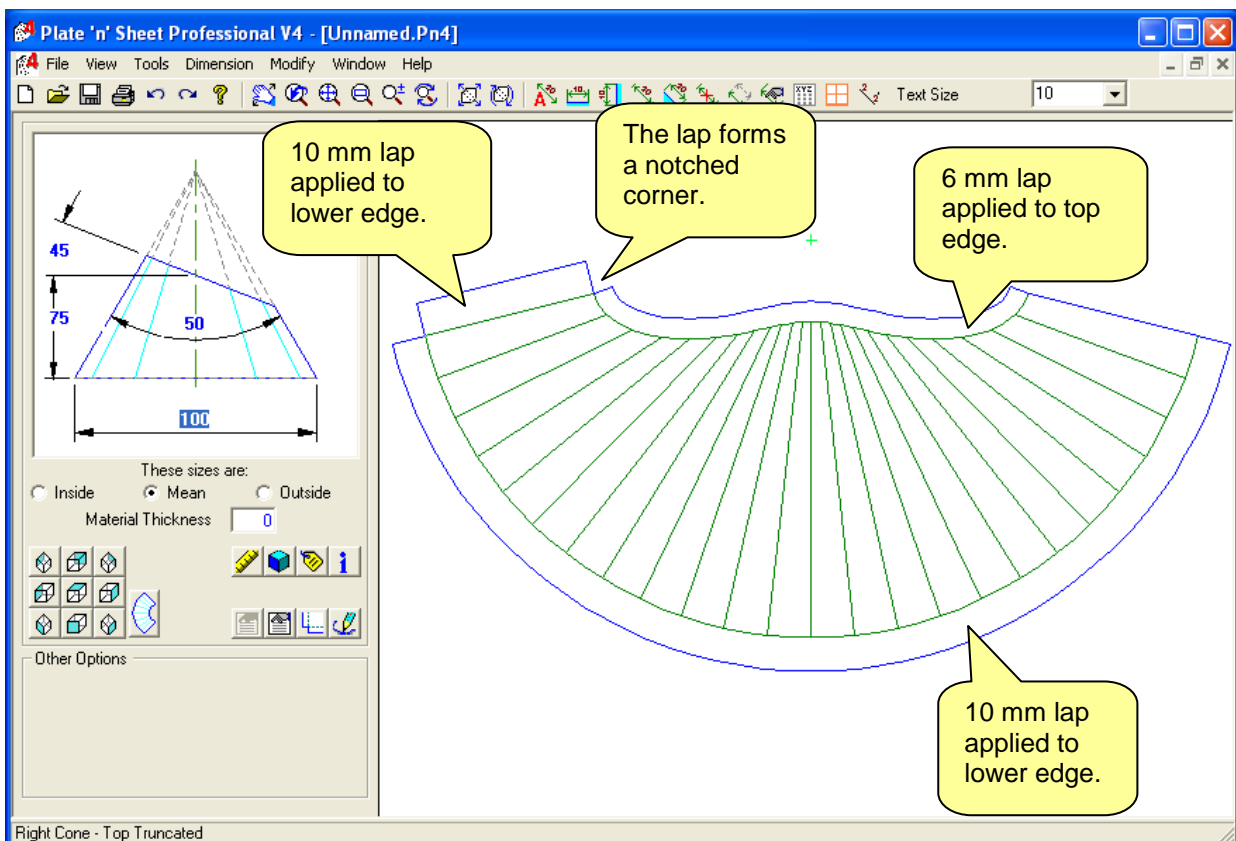 Plate 'n' Sheet Professional V4 - [Unnamed.Pn4]
File View Tools Dimension Modify Window Help
Text Size 10
10 mm lap
applied to
lower edge.
The lap forms
a notched
corner.
6 mm lap
applied to top
edge.
45
75
50
100
These sizes are:
Inside Mean Outside
Material Thickness 0
Other Options
10 mm lap
applied to
lower edge.
Right Cone - Top Truncated